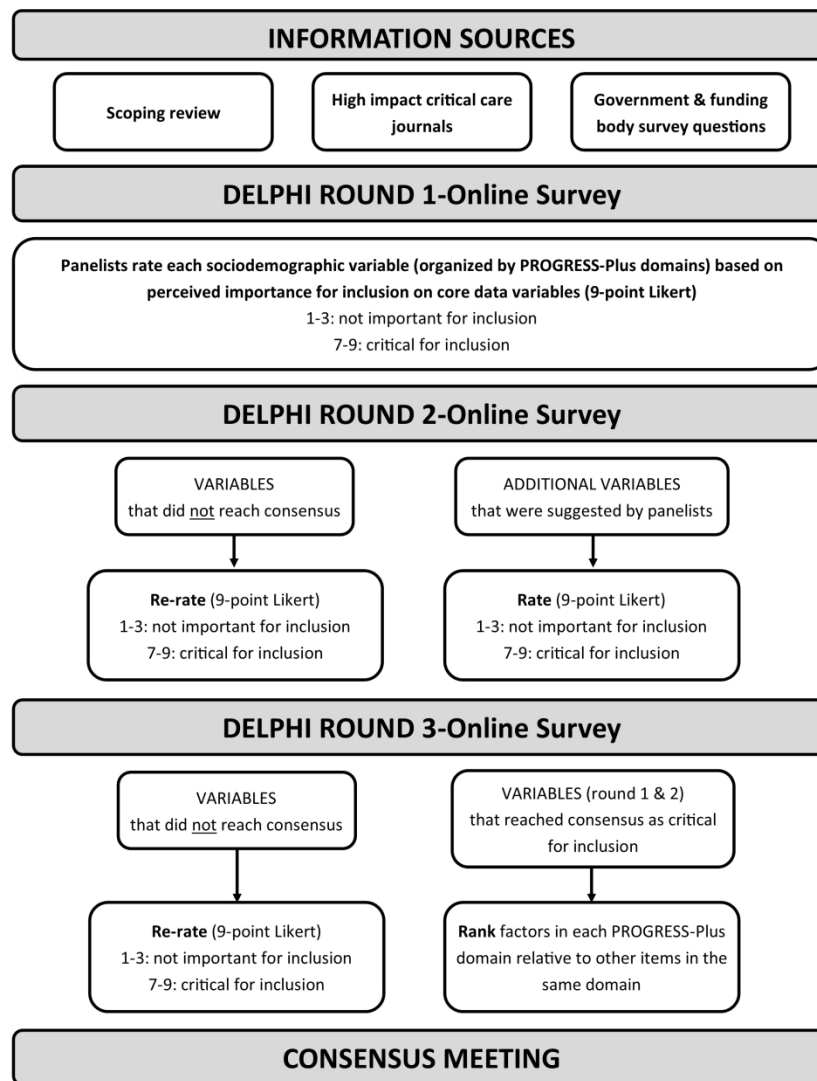 INFORMATION SOURCES
Scoping review
High impact critical care
journals
Government & funding
body survey questions
DELPHI ROUND 1-Online Survey
Panelists rate each sociodemographic variable (organized by PROGRESS-Plus domains) based on
perceived importance for inclusion on core data variables (9-point Likert)
1-3: not important for inclusion
7-9: critical for inclusion
DELPHI ROUND 2-Online Survey
VARIABLES
that did not reach consensus
ADDITIONAL VARIABLES
that were suggested by panelists
Re-rate (9-point Likert)
1-3: not important for inclusion
7-9: critical for inclusion
Rate (9-point Likert)
1-3: not important for inclusion
7-9: critical for inclusion
DELPHI ROUND 3-Online Survey
VARIABLES
that did not reach consensus
VARIABLES (round 1 & 2)
that reached consensus as critical
for inclusion
Re-rate (9-point Likert)
1-3: not important for inclusion
7-9: critical for inclusion
Rank factors in each PROGRESS-Plus
domain relative to other items in the
same domain
CONSENSUS MEETING